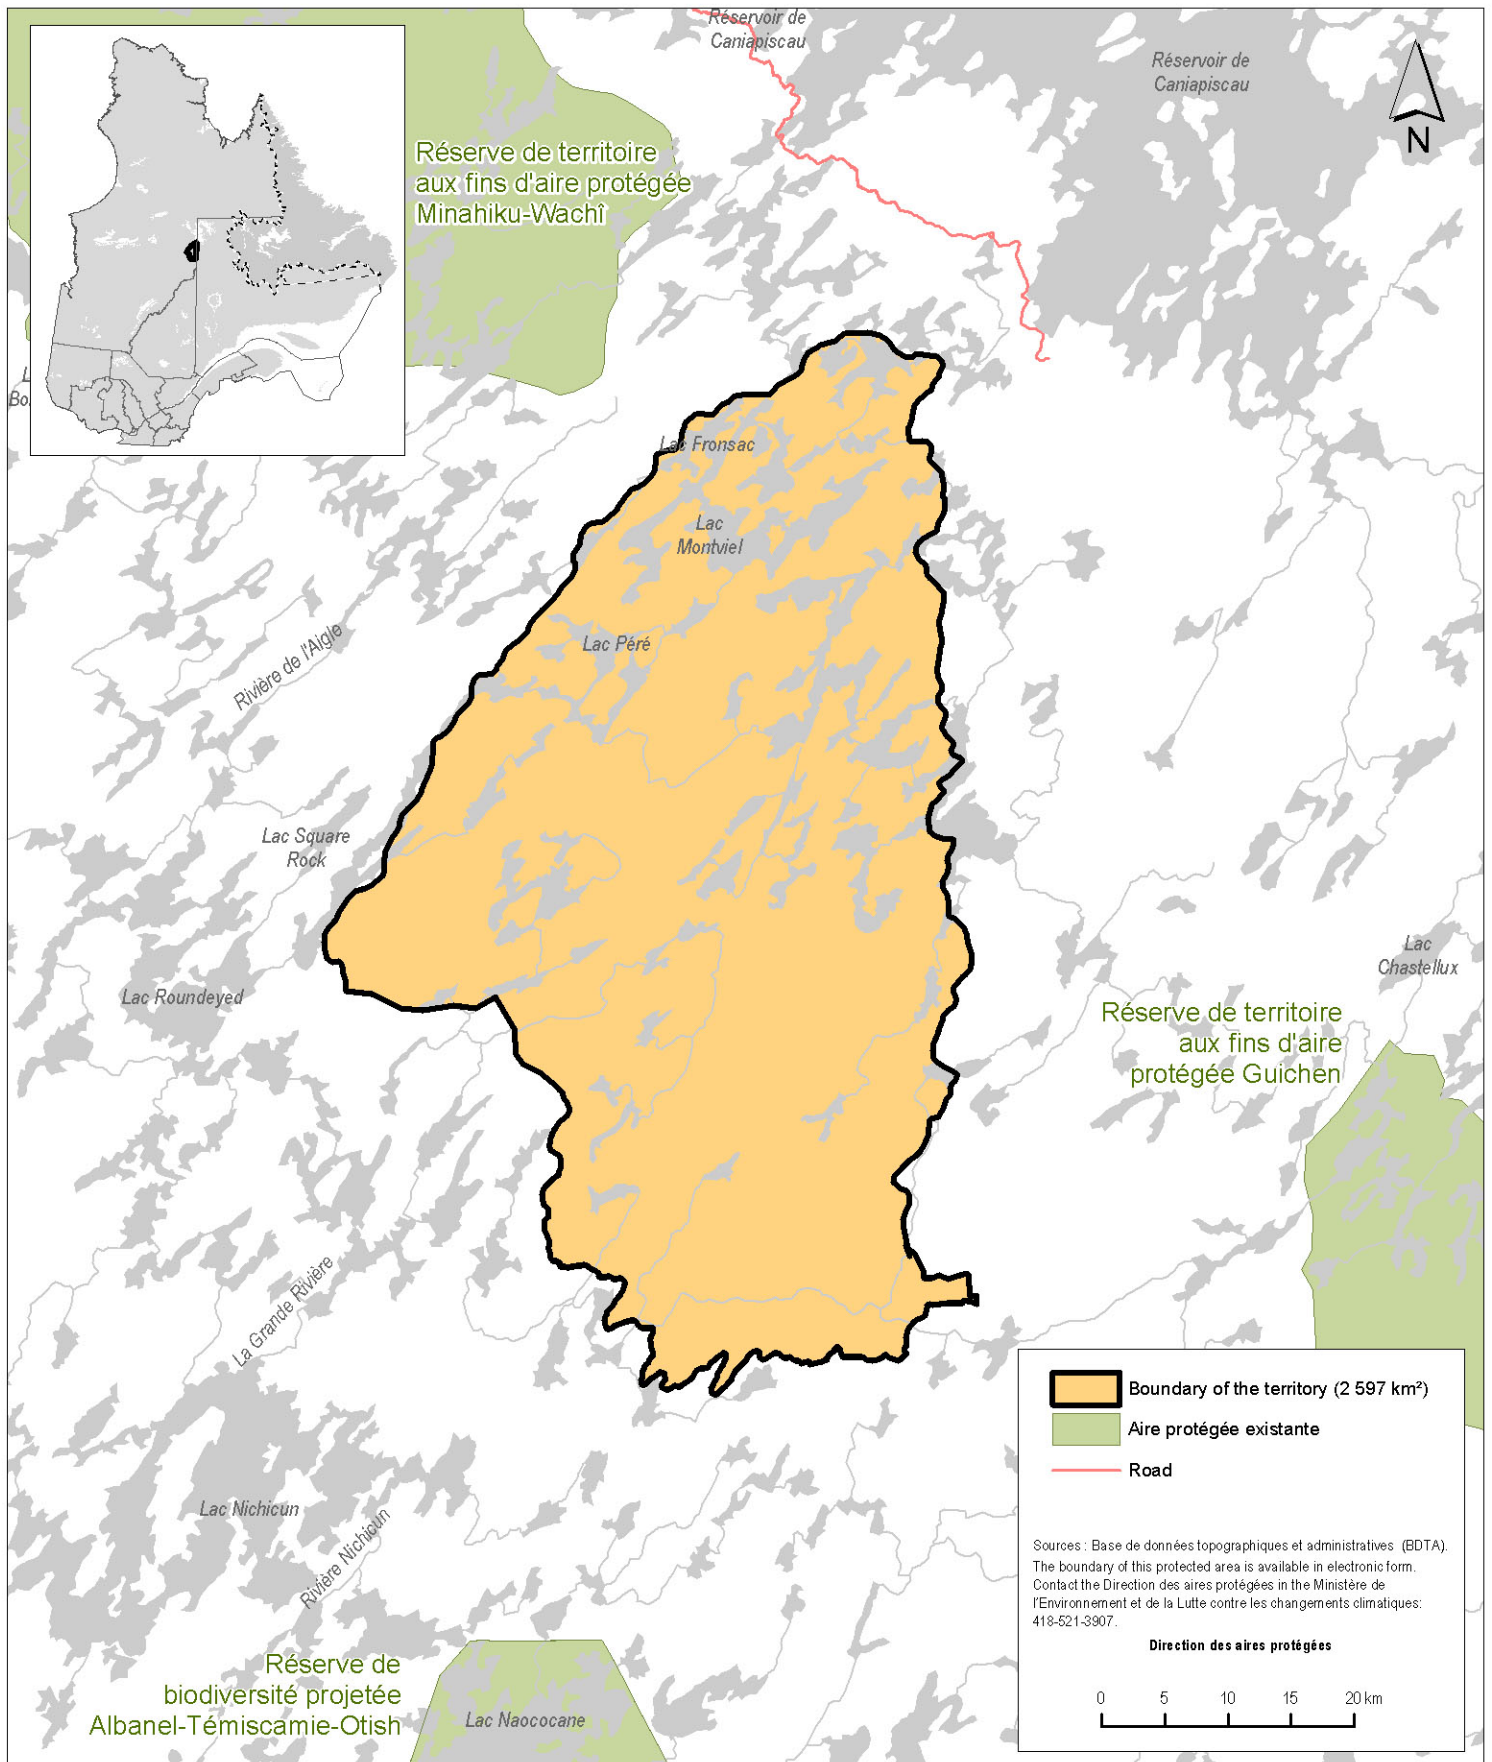 Réservoir de
Caniapiscau
Réservoir de
Caniapiscau
N
Réserve de territoire
aux fins d'aire protégée
Minahiku-Wachî
L
Bo
Lac Fronsac
Lac
Montviel
Lac Péré
Rivière de l'Aigle
Lac Square
Rock
Lac Roundeyed
Lac
Chastellux
Réserve de territoire
aux fins d'aire
protégée Guichen
La Grande Rivière
Lac Nichicun
Rivière Nichicun
Réserve de
biodiversité projetée
Albanel-Témiscamie-Otish
Lac Naococane
Boundary of the territory (2 597 km²)
Aire protégée existante
Road
Sources : Base de données topographiques et administratives (BDTA).
The boundary of this protected area is available in electronic form.
Contact the Direction des aires protégées in the Ministère de
l'Environnement et de la Lutte contre les changements climatiques:
418-521-3907.
Direction des aires protégées
0 5 10 15 20 km